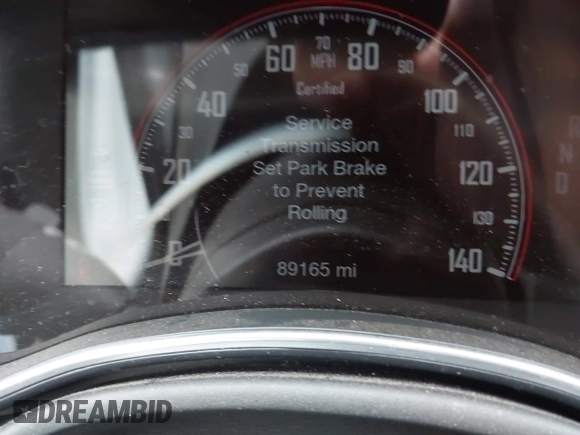 60 70 80
MPH
50 90
Certified
40 100
Service
30 110
Transmission
20 Set Park Brake 120
to Prevent
Rolling 130
0 89165 mi 140
P
N
D
DREAMBID